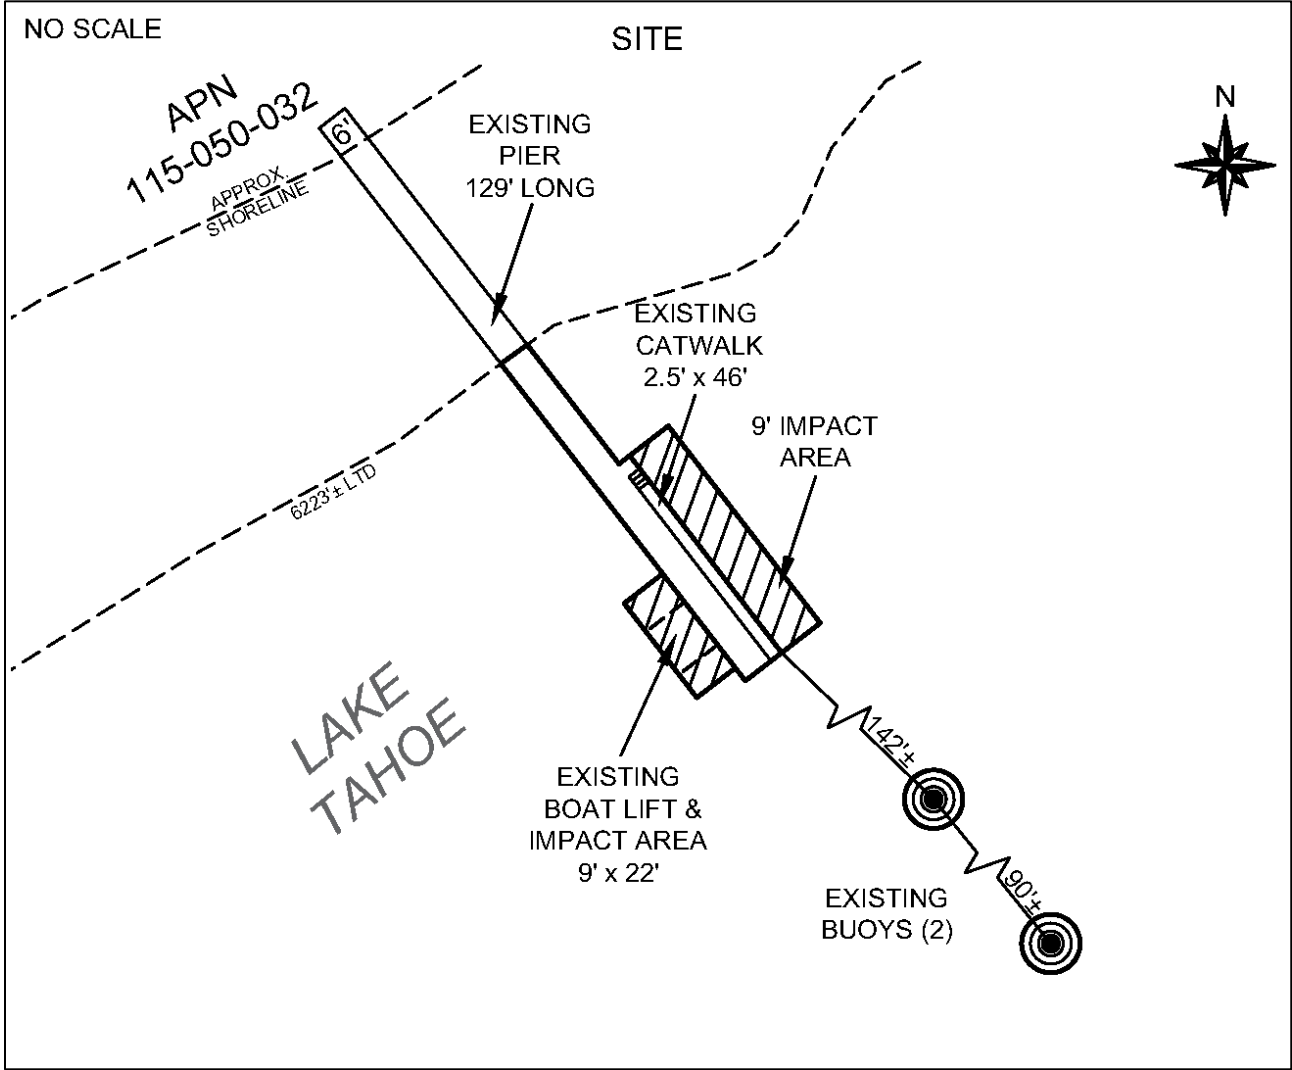 NO SCALE
SITE
APN
115-050-032
6'
EXISTING
PIER
129' LONG
N
APPROX.
SHORELINE
EXISTING
CATWALK
2.5' x 46'
9' IMPACT
AREA
6223'± LTD
LAKE
TAHOE
142'±
EXISTING
BOAT LIFT &
IMPACT AREA
9' x 22'
90'±
EXISTING
BUOYS (2)